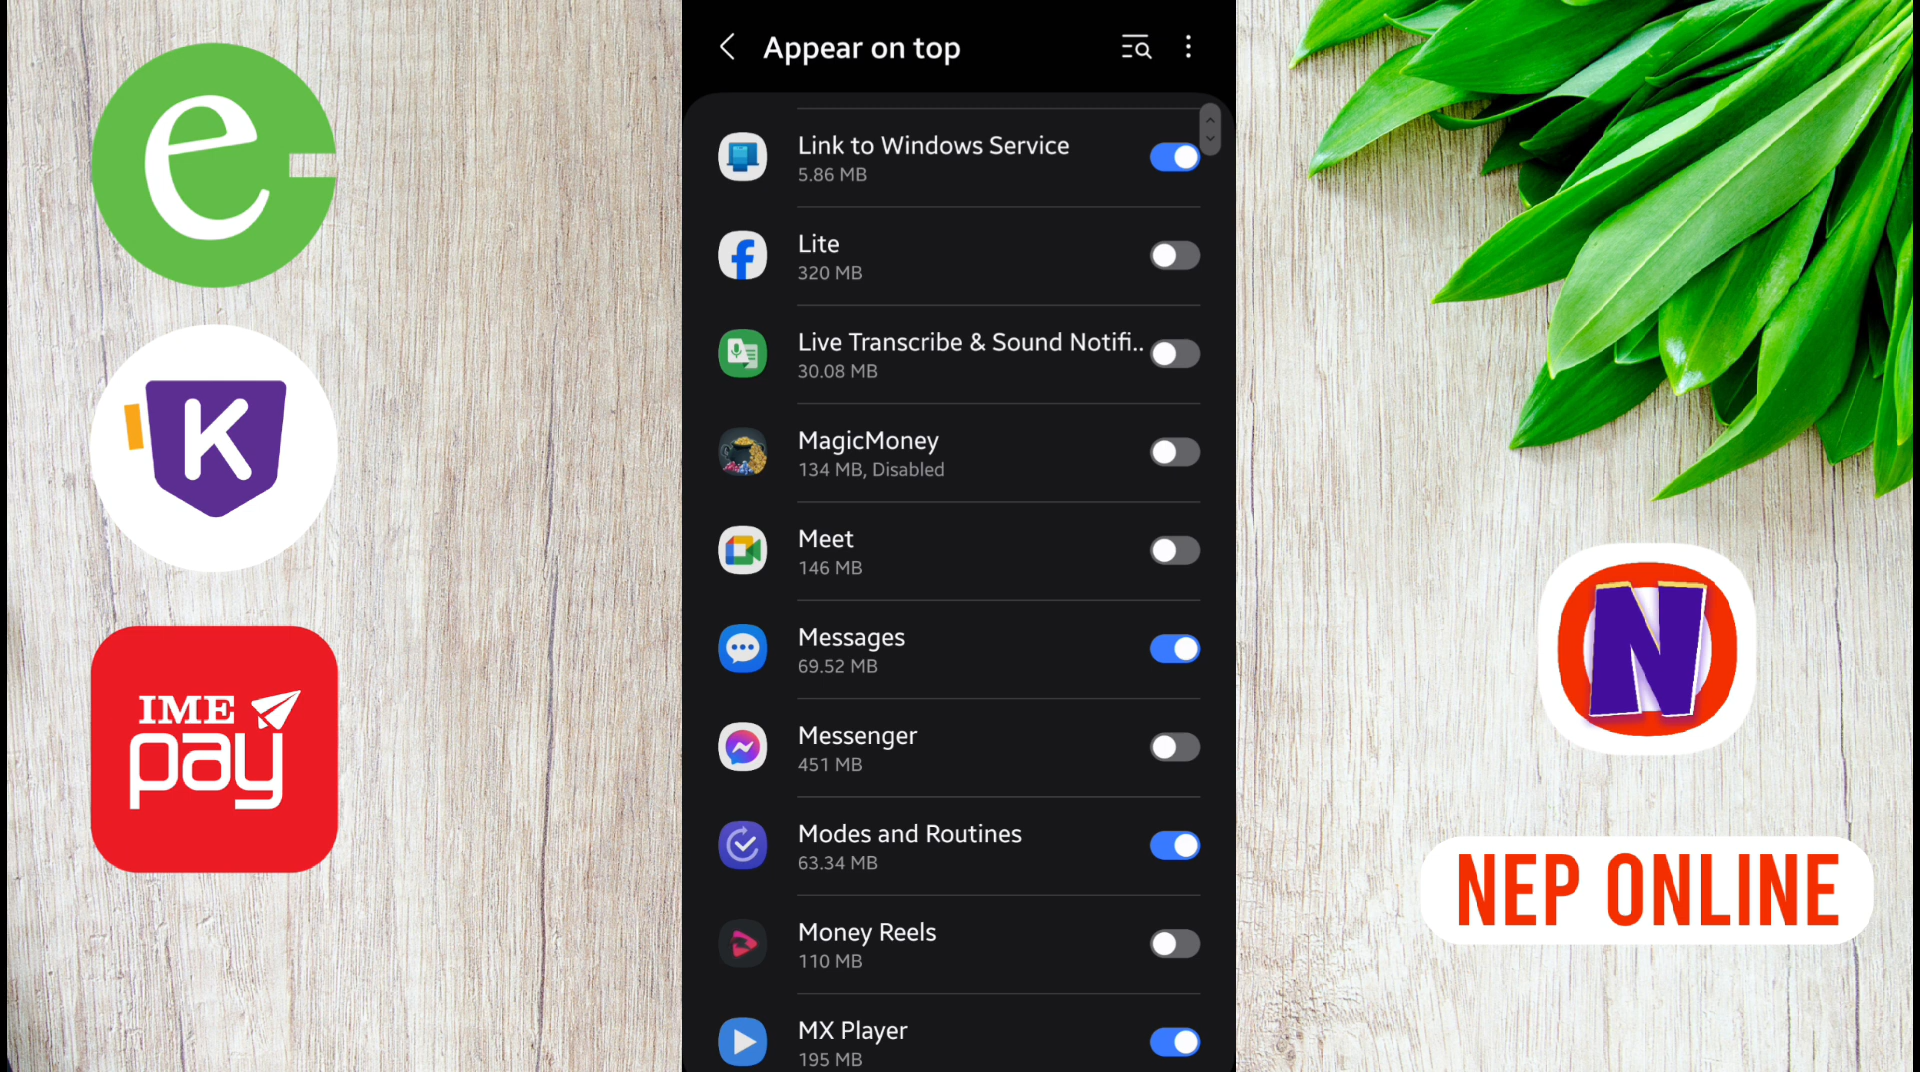 e
K
IME
pay
Appear on top
Link to Windows Service
5.86 MB
Lite
320 MB
Live Transcribe & Sound Notifi..
30.08 MB
MagicMoney
134 MB, Disabled
Meet
146 MB
Messages
69.52 MB
Messenger
451 MB
Modes and Routines
63.34 MB
Money Reels
110 MB
MX Player
195 MB
N
NEP ONLINE